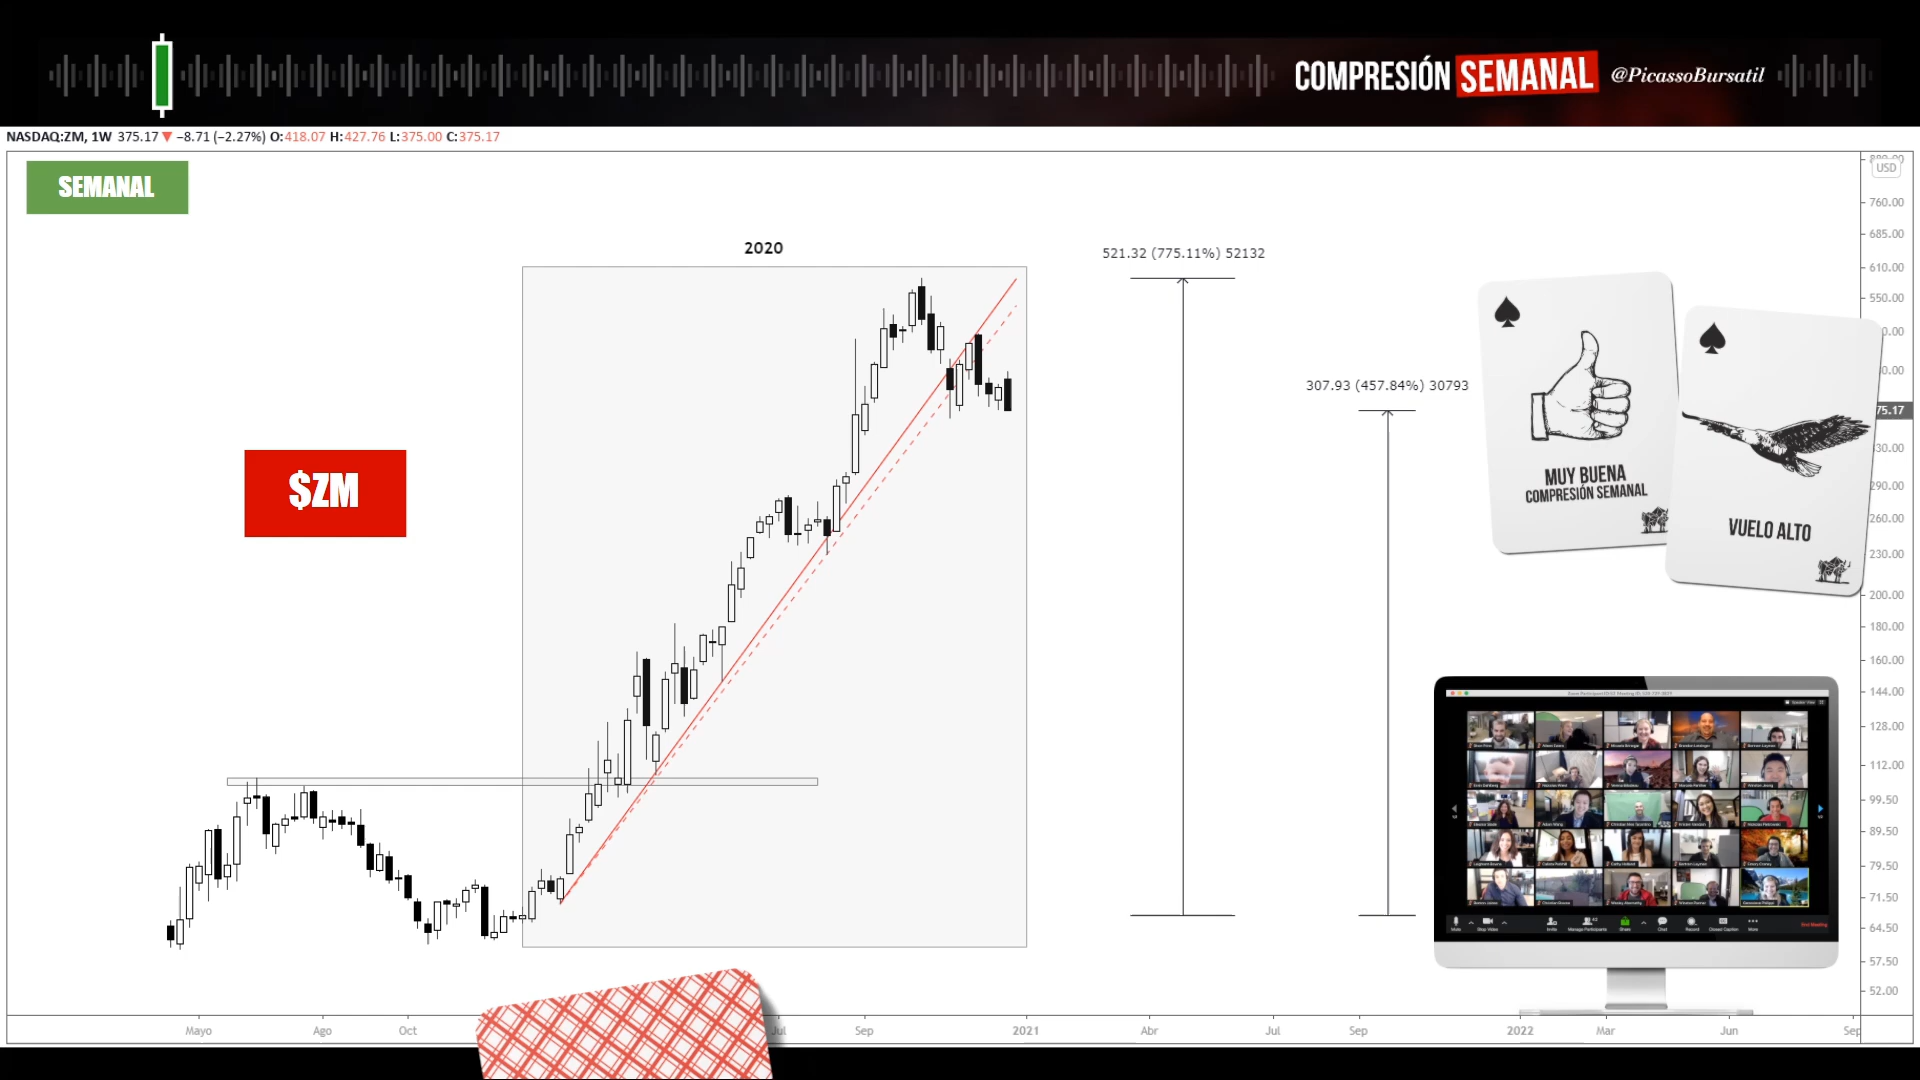 COMPRESIÓN SEMANAL @PicassoBursatil
NASDAQ:ZM, 1W 375.17 ▼ −8.71 (−2.27%) O:418.07 H:427.76 L:375.00 C:375.17
SEMANAL
2020
521.32 (775.11%) 52132
307.93 (457.84%) 30793
$ZM
MUY BUENA
COMPRESIÓN SEMANAL
VUELO ALTO
USD
760.00
685.00
610.00
550.00
75.17
290.00
260.00
230.00
200.00
180.00
160.00
144.00
128.00
112.00
99.50
89.50
79.50
71.50
64.50
57.50
52.00
Mayo Ago Oct Jul Sep 2021 Abr Jul Sep 2022 Mar Jun Sep